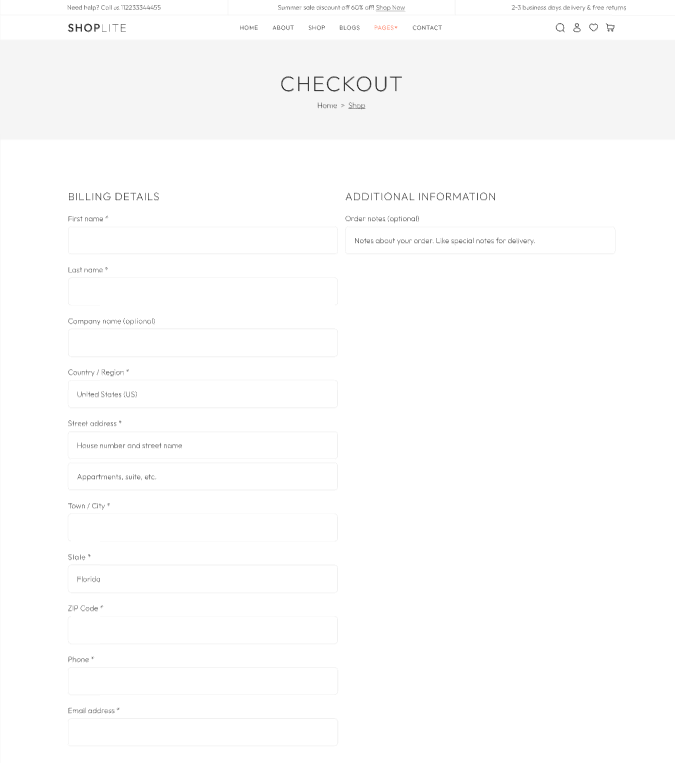 Need help? Call us 112233344455
Summer sale discount off 60% off! Shop Now
2-3 business days delivery & free returns
SHOPLITE
HOME ABOUT SHOP BLOGS PAGES CONTACT
CHECKOUT
Home > Shop
BILLING DETAILS
First name *
Last name *
Company name (optional)
Country / Region *
United States (US)
Street address *
House number and street name
Appartments, suite, etc.
Town / City *
State *
Florida
ZIP Code *
Phone *
Email address *
ADDITIONAL INFORMATION
Order notes (optional)
Notes about your order. Like special notes for delivery.